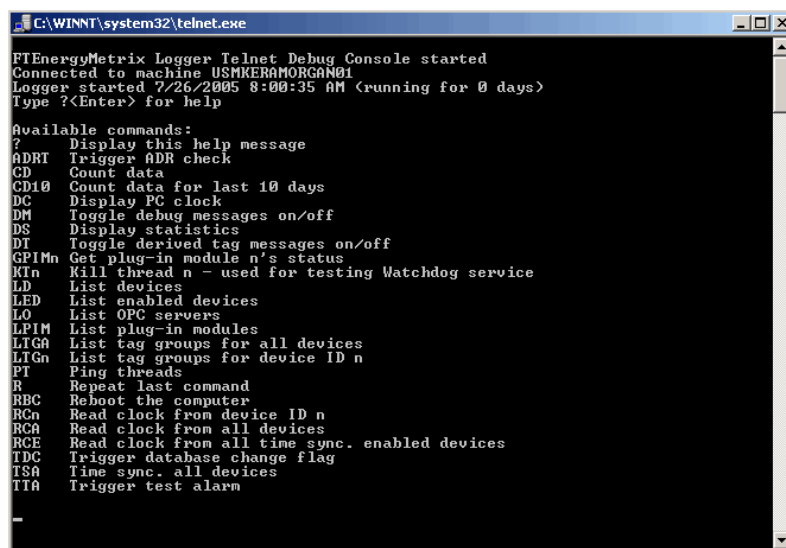 C:\WINNT\system32\telnet.exe
FTEnergyMetrix Logger Telnet Debug Console started
Connected to machine USMKERAMORGAN01
Logger started 7/26/2005 8:00:35 AM (running for 0 days)
Type ?<Enter> for help
Available commands:
? Display this help message
ADRT Trigger ADR check
CD Count data
CD10 Count data for last 10 days
DC Display PC clock
DM Toggle debug messages on/off
DS Display statistics
DT Toggle derived tag messages on/off
GPIMn Get plug-in module n's status
KTn Kill thread n - used for testing Watchdog service
LD List devices
LED List enabled devices
LO List OPC servers
LPIM List plug-in modules
LTGA List tag groups for all devices
LTGn List tag groups for device ID n
PT Ping threads
R Repeat last command
RBC Reboot the computer
RCn Read clock from device ID n
RCA Read clock from all devices
RCE Read clock from all time sync. enabled devices
TDC Trigger database change flag
TSA Time sync. all devices
TTA Trigger test alarm